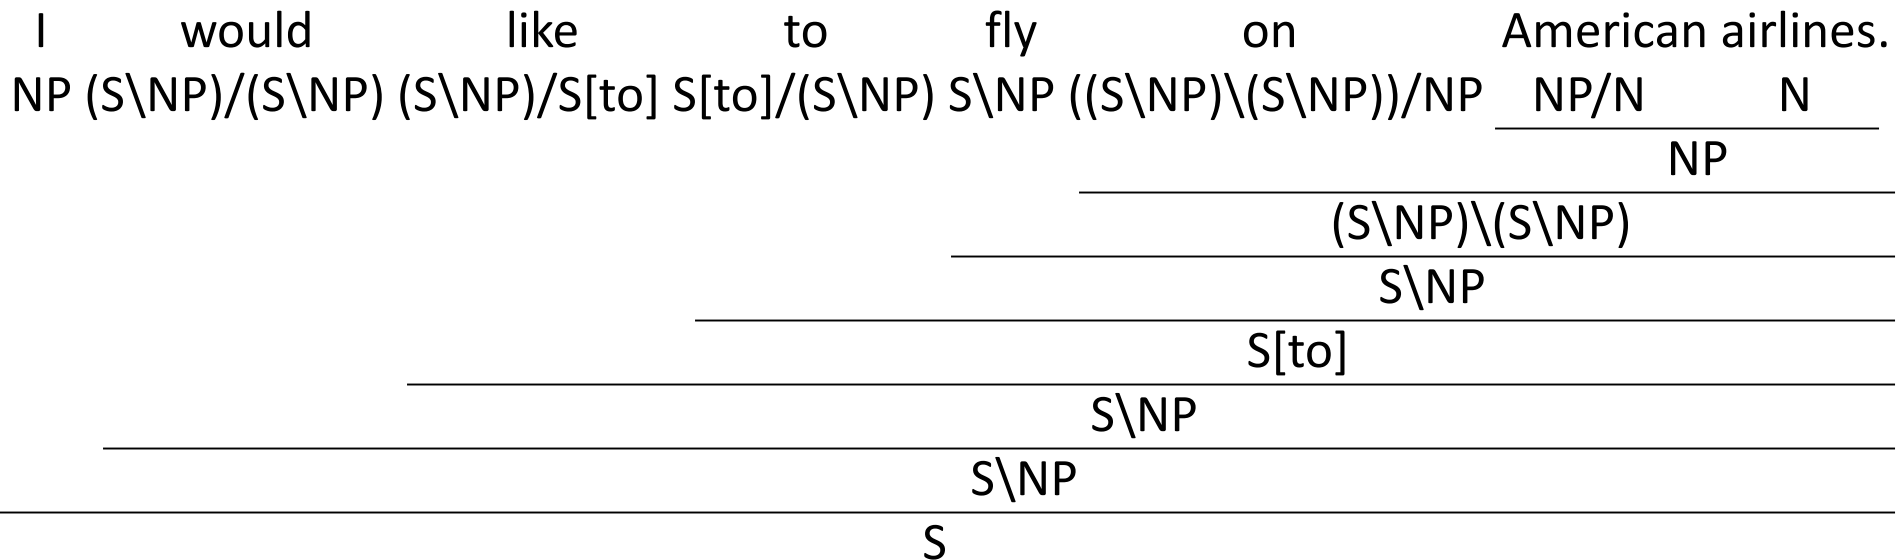 I would like to fly on American airlines.
NP (S\NP)/(S\NP) (S\NP)/S[to] S[to]/(S\NP) S\NP ((S\NP)\(S\NP))/NP NP/N N
NP
(S\NP)\(S\NP)
S\NP
S[to]
S\NP
S\NP
S